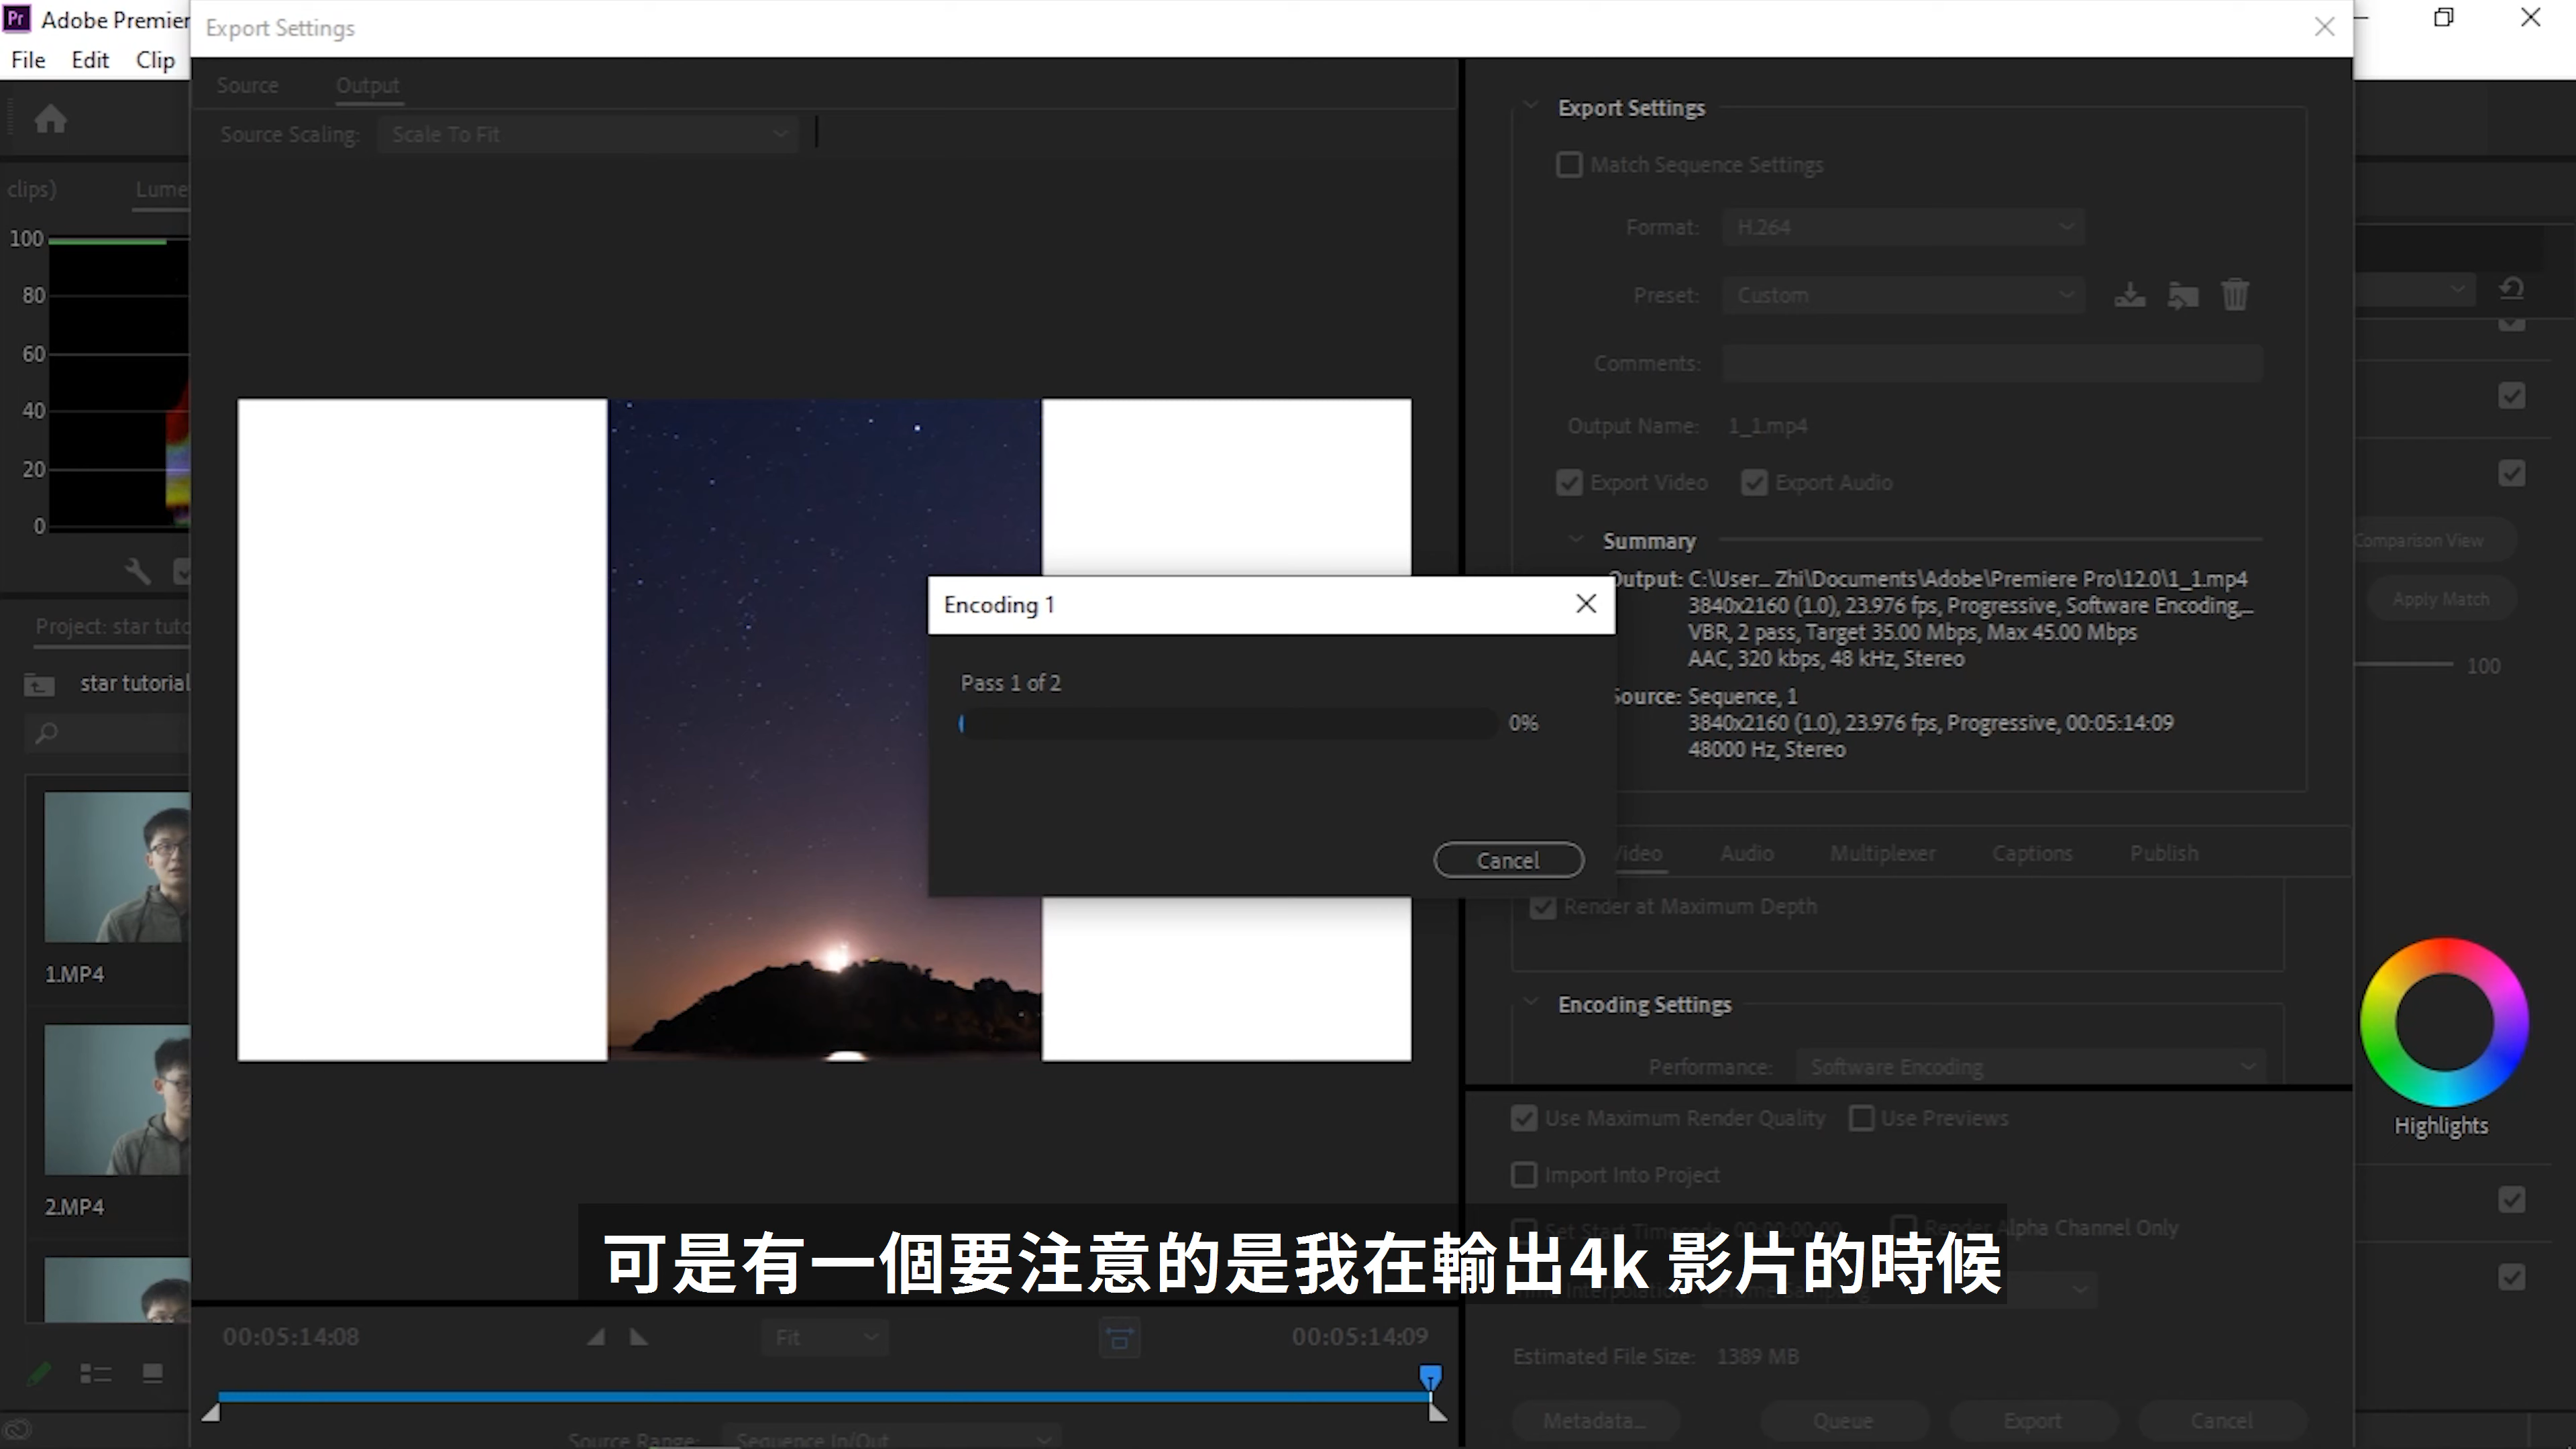 Adobe Premier
Export Settings
File Edit Clip
Source Output
Source Scaling: Scale To Fit
clips) Lume
100
80
60
40
20
0
Project: star tuto
star tutorial
1.MP4
2.MP4
Export Settings
Match Sequence Settings
Format: H.264
Preset: Custom
Comments:
Output Name: 1_1.mp4
Export Video Export Audio
Summary
Output: C:\User... Zhi\Documents\Adobe\Premiere Pro\12.0\1_1.mp4
3840x2160 (1.0), 23.976 fps, Progressive, Software Encoding,...
VBR, 2 pass, Target 35.00 Mbps, Max 45.00 Mbps
AAC, 320 kbps, 48 kHz, Stereo
Source: Sequence, 1
3840x2160 (1.0), 23.976 fps, Progressive, 00:05:14:09
48000 Hz, Stereo
Encoding 1
Pass 1 of 2
0%
Cancel
Video Audio Multiplexer Captions Publish
Render at Maximum Depth
Encoding Settings
Performance: Software Encoding
Use Maximum Render Quality Use Previews
Import Into Project
Set Start Timecode 00:00:00:00 Render Alpha Channel Only
可是有一個要注意的是我在輸出4k 影片的時候
00:05:14:08 Fit 00:05:14:09
Source Range: Sequence In/Out
Estimated File Size: 1389 MB
Metadata... Queue Export Cancel
Comparison View
Apply Match
100
Highlights